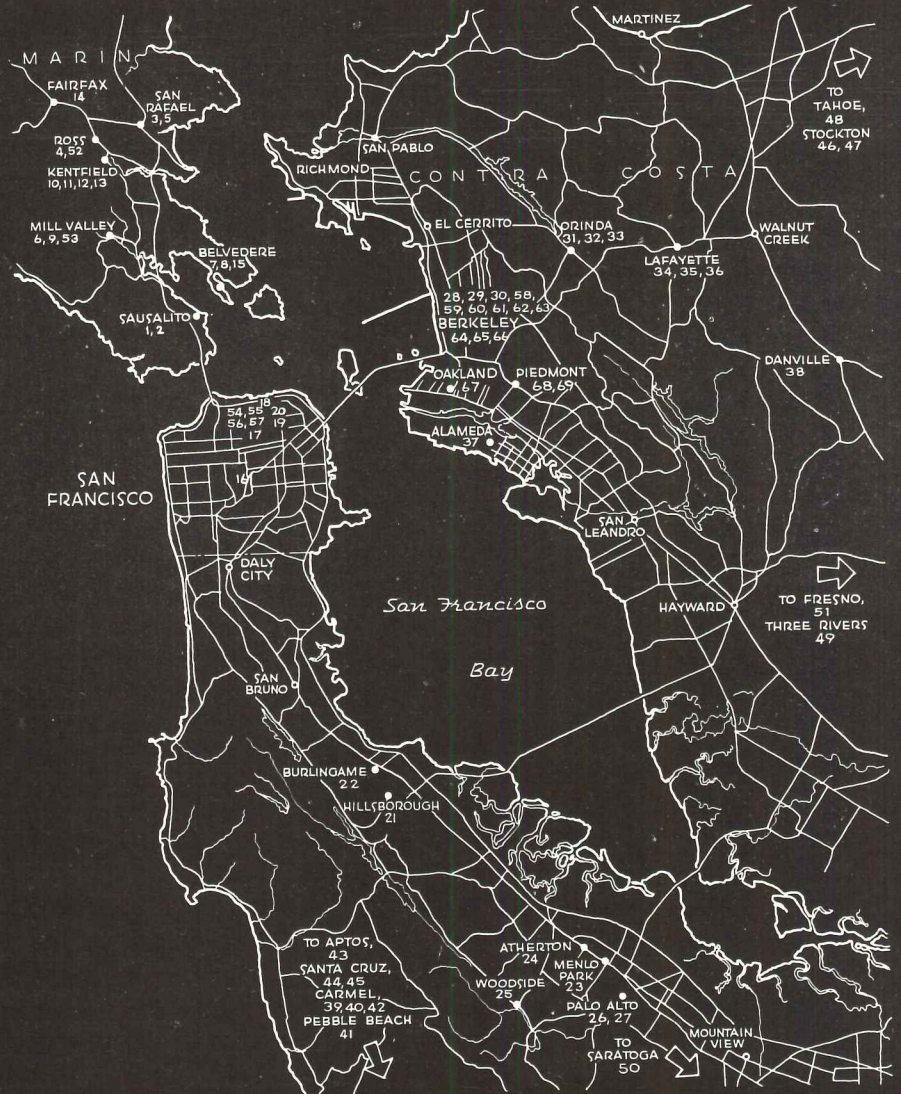 MARTINEZ
MARIN
FAIRFAX
14
SAN
RAFAEL
3,5
TO
TAHOE,
48
STOCKTON
46, 47
ROSS
4,52
KENTFIELD
10,11,12,13
SAN PABLO
RICHMOND
CONTRA COSTA
MILL VALLEY
6, 9, 53
EL CERRITO
ORINDA
31, 32, 33
WALNUT
CREEK
LAFAYETTE
34, 35, 36
BELVEDERE
7,8,15
SAUSALITO
1,2
28, 29, 30, 58,
59, 60, 61, 62, 63
BERKELEY
64, 65, 66
DANVILLE
38
OAKLAND
67
PIEDMONT
68,69
18
54, 55 20
56, 57 19
17
16
ALAMEDA
37
SAN
FRANCISCO
SAN
LEANDRO
DALY
CITY
San Francisco
Bay
HAYWARD
TO FRESNO,
51
THREE RIVERS
49
SAN
BRUNO
BURLINGAME
22
HILLSBOROUGH
21
TO APTOS,
43
SANTA CRUZ,
44, 45
CARMEL,
39, 40, 42
PEBBLE BEACH
41
ATHERTON
24
MENLO
PARK
23
WOODSIDE
25
PALO ALTO
26, 27
MOUNTAIN
VIEW
TO
SARATOGA
50